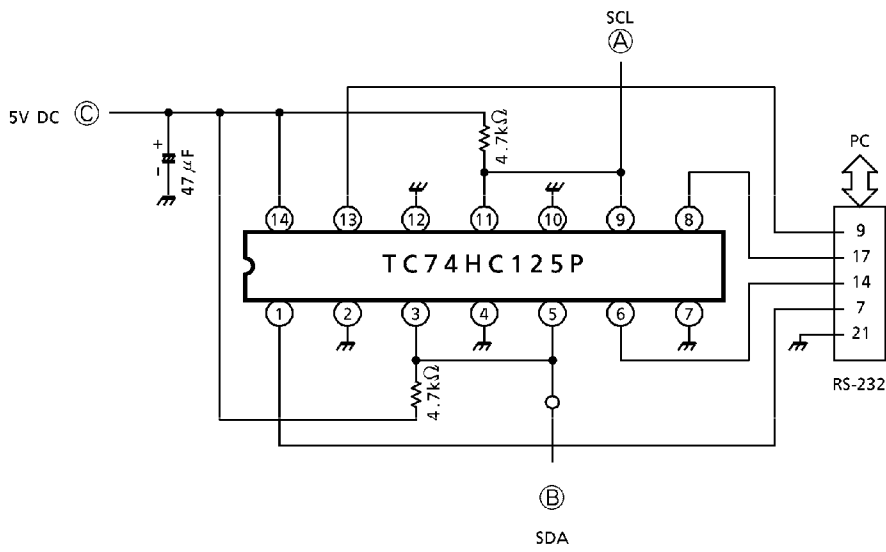 SCL
A
5V DC C
+
-
47μF
4.7kΩ
PC
14 13 12 11 10 9 8
TC74HC125P
1 2 3 4 5 6 7
9
17
14
7
21
RS-232
4.7kΩ
B
SDA